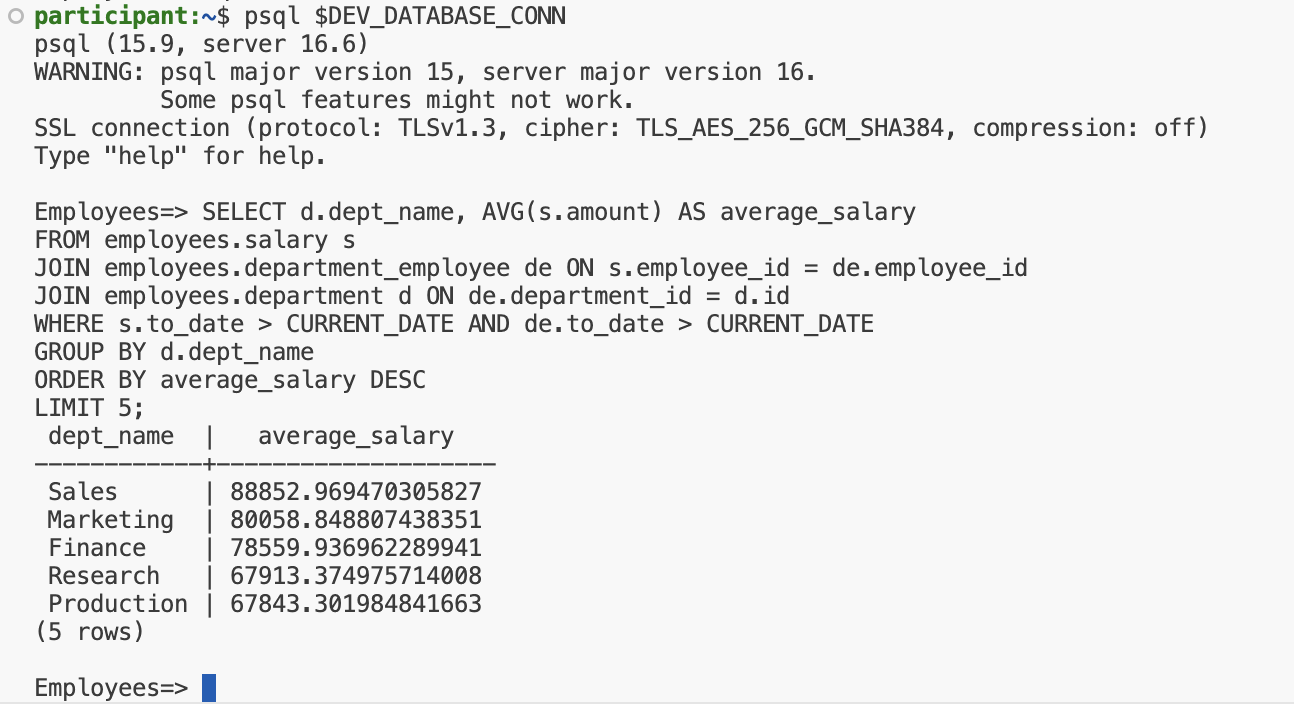 participant:~$ psql $DEV_DATABASE_CONN
psql (15.9, server 16.6)
WARNING: psql major version 15, server major version 16.
         Some psql features might not work.
SSL connection (protocol: TLSv1.3, cipher: TLS_AES_256_GCM_SHA384, compression: off)
Type "help" for help.

Employees=> SELECT d.dept_name, AVG(s.amount) AS average_salary
FROM employees.salary s
JOIN employees.department_employee de ON s.employee_id = de.employee_id
JOIN employees.department d ON de.department_id = d.id
WHERE s.to_date > CURRENT_DATE AND de.to_date > CURRENT_DATE
GROUP BY d.dept_name
ORDER BY average_salary DESC
LIMIT 5;
 dept_name  |   average_salary
------------+--------------------
 Sales      | 88852.969470305827
 Marketing  | 80058.848807438351
 Finance    | 78559.936962289941
 Research   | 67913.374975714008
 Production | 67843.301984841663
(5 rows)

Employees=>